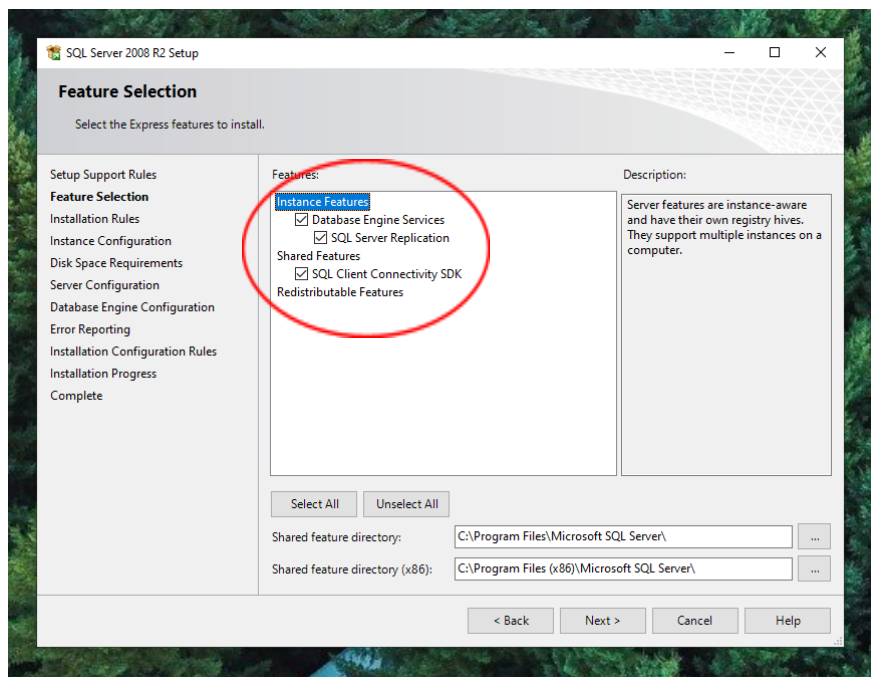 SQL Server 2008 R2 Setup
Feature Selection
Select the Express features to install.
Setup Support Rules
Feature Selection
Installation Rules
Instance Configuration
Disk Space Requirements
Server Configuration
Database Engine Configuration
Error Reporting
Installation Configuration Rules
Installation Progress
Complete
Features:
Instance Features
Database Engine Services
SQL Server Replication
Shared Features
SQL Client Connectivity SDK
Redistributable Features
Description:
Server features are instance-aware
and have their own registry hives.
They support multiple instances on a
computer.
Select All
Unselect All
Shared feature directory:
C:\Program Files\Microsoft SQL Server\
...
Shared feature directory (x86):
C:\Program Files (x86)\Microsoft SQL Server\
...
< Back
Next >
Cancel
Help